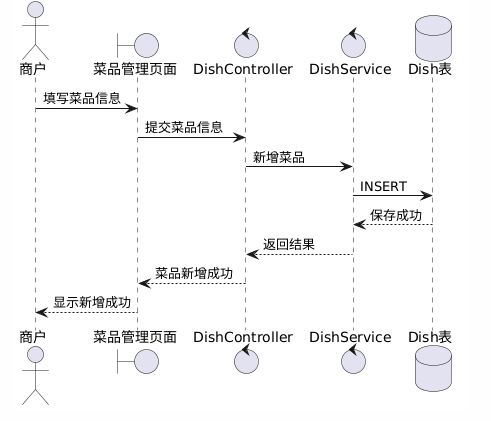 商户 菜品管理页面 DishController DishService Dish表
填写菜品信息
提交菜品信息
新增菜品
INSERT
保存成功
返回结果
菜品新增成功
显示新增成功
商户 菜品管理页面 DishController DishService Dish表